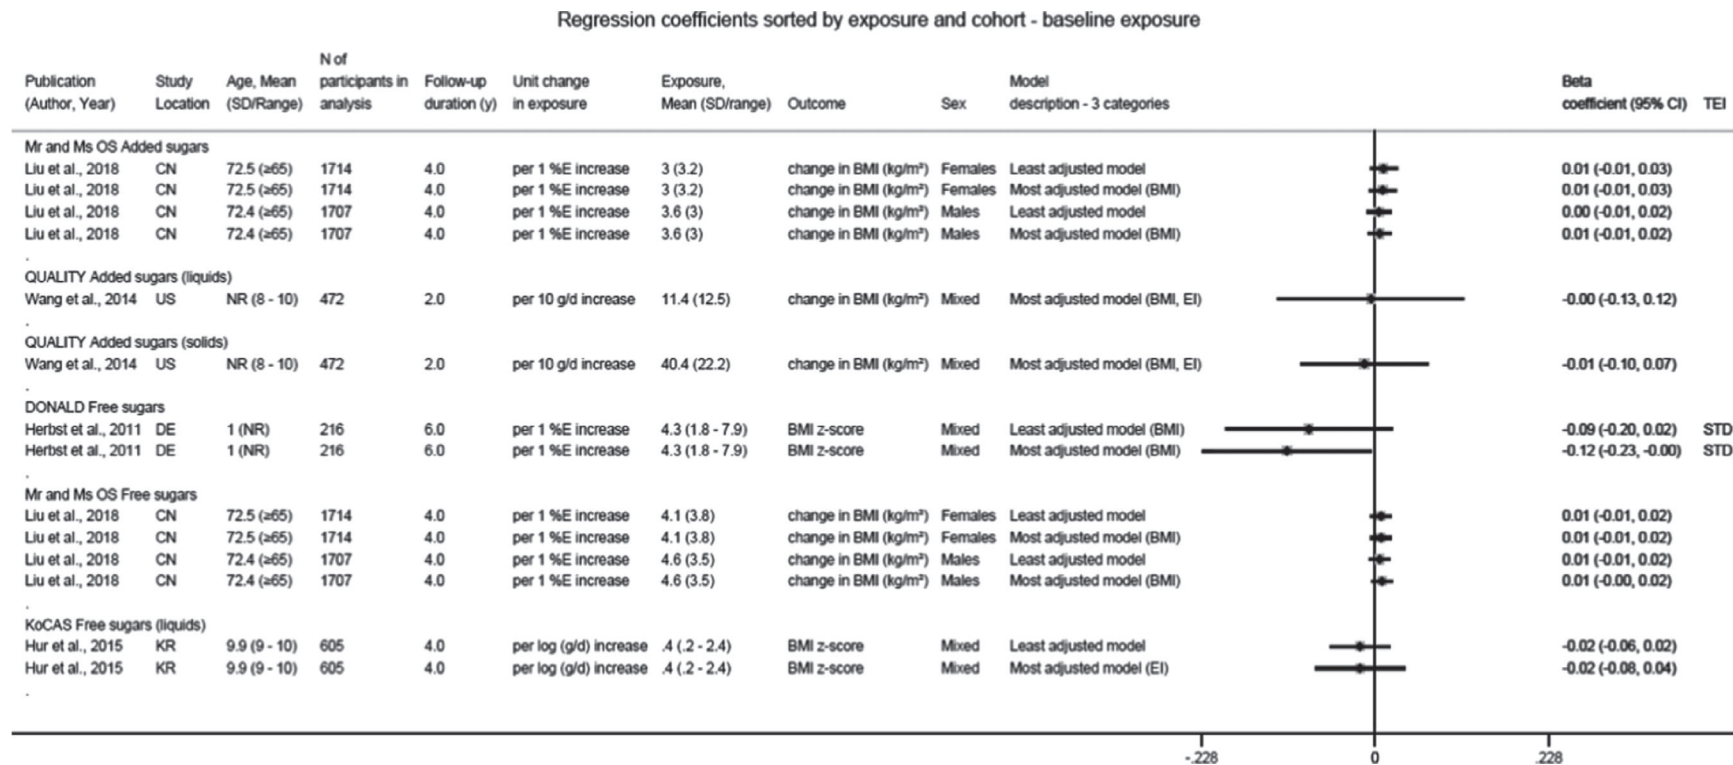 Regression coefficients sorted by exposure and cohort - baseline exposure
N of
Publication Study Age, Mean participants in Follow-up Unit change Exposure, Model Beta
(Author, Year) Location (SD/Range) analysis duration (y) in exposure Mean (SD/range) Outcome Sex description - 3 categories coefficient (95% CI) TEI
Mr and Ms OS Added sugars
Liu et al., 2018 CN 72.5 (≥65) 1714 4.0 per 1 %E increase 3 (3.2) change in BMI (kg/m²) Females Least adjusted model 0.01 (-0.01, 0.03)
Liu et al., 2018 CN 72.5 (≥65) 1714 4.0 per 1 %E increase 3 (3.2) change in BMI (kg/m²) Females Most adjusted model (BMI) 0.01 (-0.01, 0.03)
Liu et al., 2018 CN 72.4 (≥65) 1707 4.0 per 1 %E increase 3.6 (3) change in BMI (kg/m²) Males Least adjusted model 0.00 (-0.01, 0.02)
Liu et al., 2018 CN 72.4 (≥65) 1707 4.0 per 1 %E increase 3.6 (3) change in BMI (kg/m²) Males Most adjusted model (BMI) 0.01 (-0.01, 0.02)
.
QUALITY Added sugars (liquids)
Wang et al., 2014 US NR (8 - 10) 472 2.0 per 10 g/d increase 11.4 (12.5) change in BMI (kg/m²) Mixed Most adjusted model (BMI, EI) -0.00 (-0.13, 0.12)
.
QUALITY Added sugars (solids)
Wang et al., 2014 US NR (8 - 10) 472 2.0 per 10 g/d increase 40.4 (22.2) change in BMI (kg/m²) Mixed Most adjusted model (BMI, EI) -0.01 (-0.10, 0.07)
.
DONALD Free sugars
Herbst et al., 2011 DE 1 (NR) 216 6.0 per 1 %E increase 4.3 (1.8 - 7.9) BMI z-score Mixed Least adjusted model (BMI) -0.09 (-0.20, 0.02) STD
Herbst et al., 2011 DE 1 (NR) 216 6.0 per 1 %E increase 4.3 (1.8 - 7.9) BMI z-score Mixed Most adjusted model (BMI) -0.12 (-0.23, -0.00) STD
.
Mr and Ms OS Free sugars
Liu et al., 2018 CN 72.5 (≥65) 1714 4.0 per 1 %E increase 4.1 (3.8) change in BMI (kg/m²) Females Least adjusted model 0.01 (-0.01, 0.02)
Liu et al., 2018 CN 72.5 (≥65) 1714 4.0 per 1 %E increase 4.1 (3.8) change in BMI (kg/m²) Females Most adjusted model (BMI) 0.01 (-0.01, 0.02)
Liu et al., 2018 CN 72.4 (≥65) 1707 4.0 per 1 %E increase 4.6 (3.5) change in BMI (kg/m²) Males Least adjusted model 0.01 (-0.01, 0.02)
Liu et al., 2018 CN 72.4 (≥65) 1707 4.0 per 1 %E increase 4.6 (3.5) change in BMI (kg/m²) Males Most adjusted model (BMI) 0.01 (-0.00, 0.02)
.
KoCAS Free sugars (liquids)
Hur et al., 2015 KR 9.9 (9 - 10) 605 4.0 per log (g/d) increase .4 (.2 - 2.4) BMI z-score Mixed Least adjusted model -0.02 (-0.06, 0.02)
Hur et al., 2015 KR 9.9 (9 - 10) 605 4.0 per log (g/d) increase .4 (.2 - 2.4) BMI z-score Mixed Most adjusted model (EI) -0.02 (-0.08, 0.04)
.
-.228 0 .228